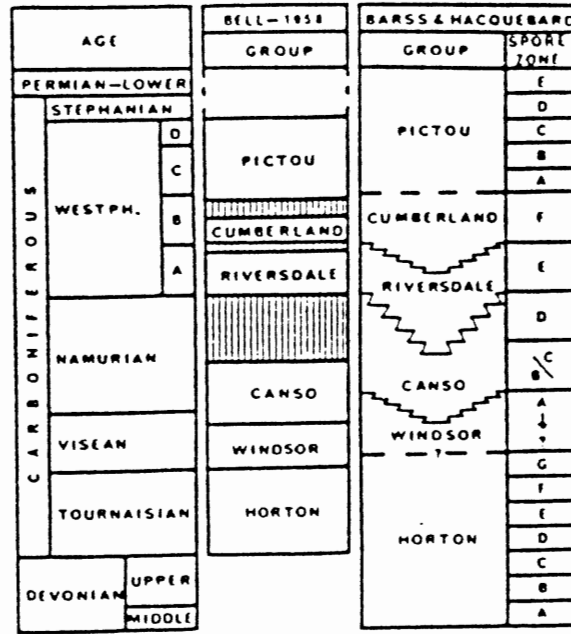 AGE
PERMIAN—LOWER
CARBONIFEROUS
STEPHANIAN
WESTPH.
D
C
B
A
NAMURIAN
VISEAN
TOURNAISIAN
DEVONIAN
UPPER
MIDDLE
BELL—1958
GROUP
PICTOU
CUMBERLAND
RIVERSDALE
CANSO
WINDSOR
HORTON
BARSS & HACQUEBARD
GROUP
SPORE
ZONE
PICTOU
CUMBERLAND
RIVERSDALE
CANSO
WINDSOR
?
HORTON
E
D
C
B
A
F
E
D
C
B
A
?
G
F
E
D
C
B
A